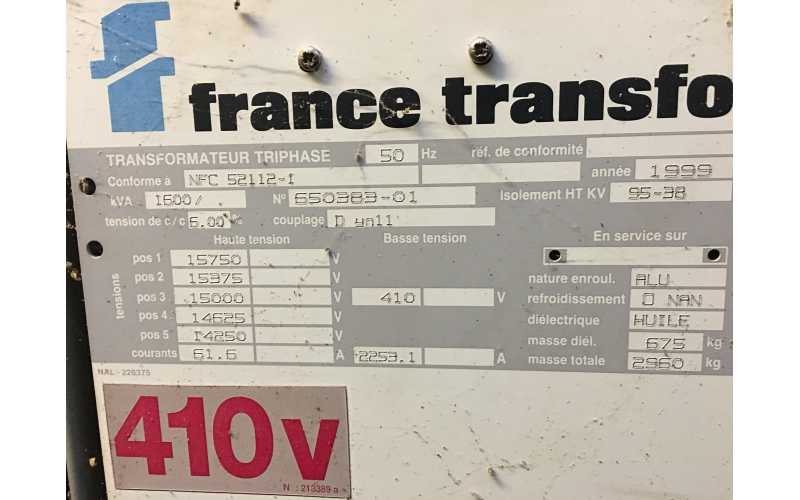 france transfo
TRANSFORMATEUR TRIPHASE 50 Hz réf. de conformité
Conforme à NFC 52112-1 année 1999
kVA 1600/ N° 650383-01 Isolement HT KV 95-38
tension de c/c 6.00 % couplage D yn11
Haute tension Basse tension En service sur
tensions
pos 1 15750 V
pos 2 15375 V nature enroul. ALU
pos 3 15000 V 410 V refroidissement O NAN
pos 4 14625 V diélectrique HUILE
pos 5 14250 V masse diél. 675 kg
courants 61.6 A 2253.1 A masse totale 2960 kg
410V
N : 213389 a